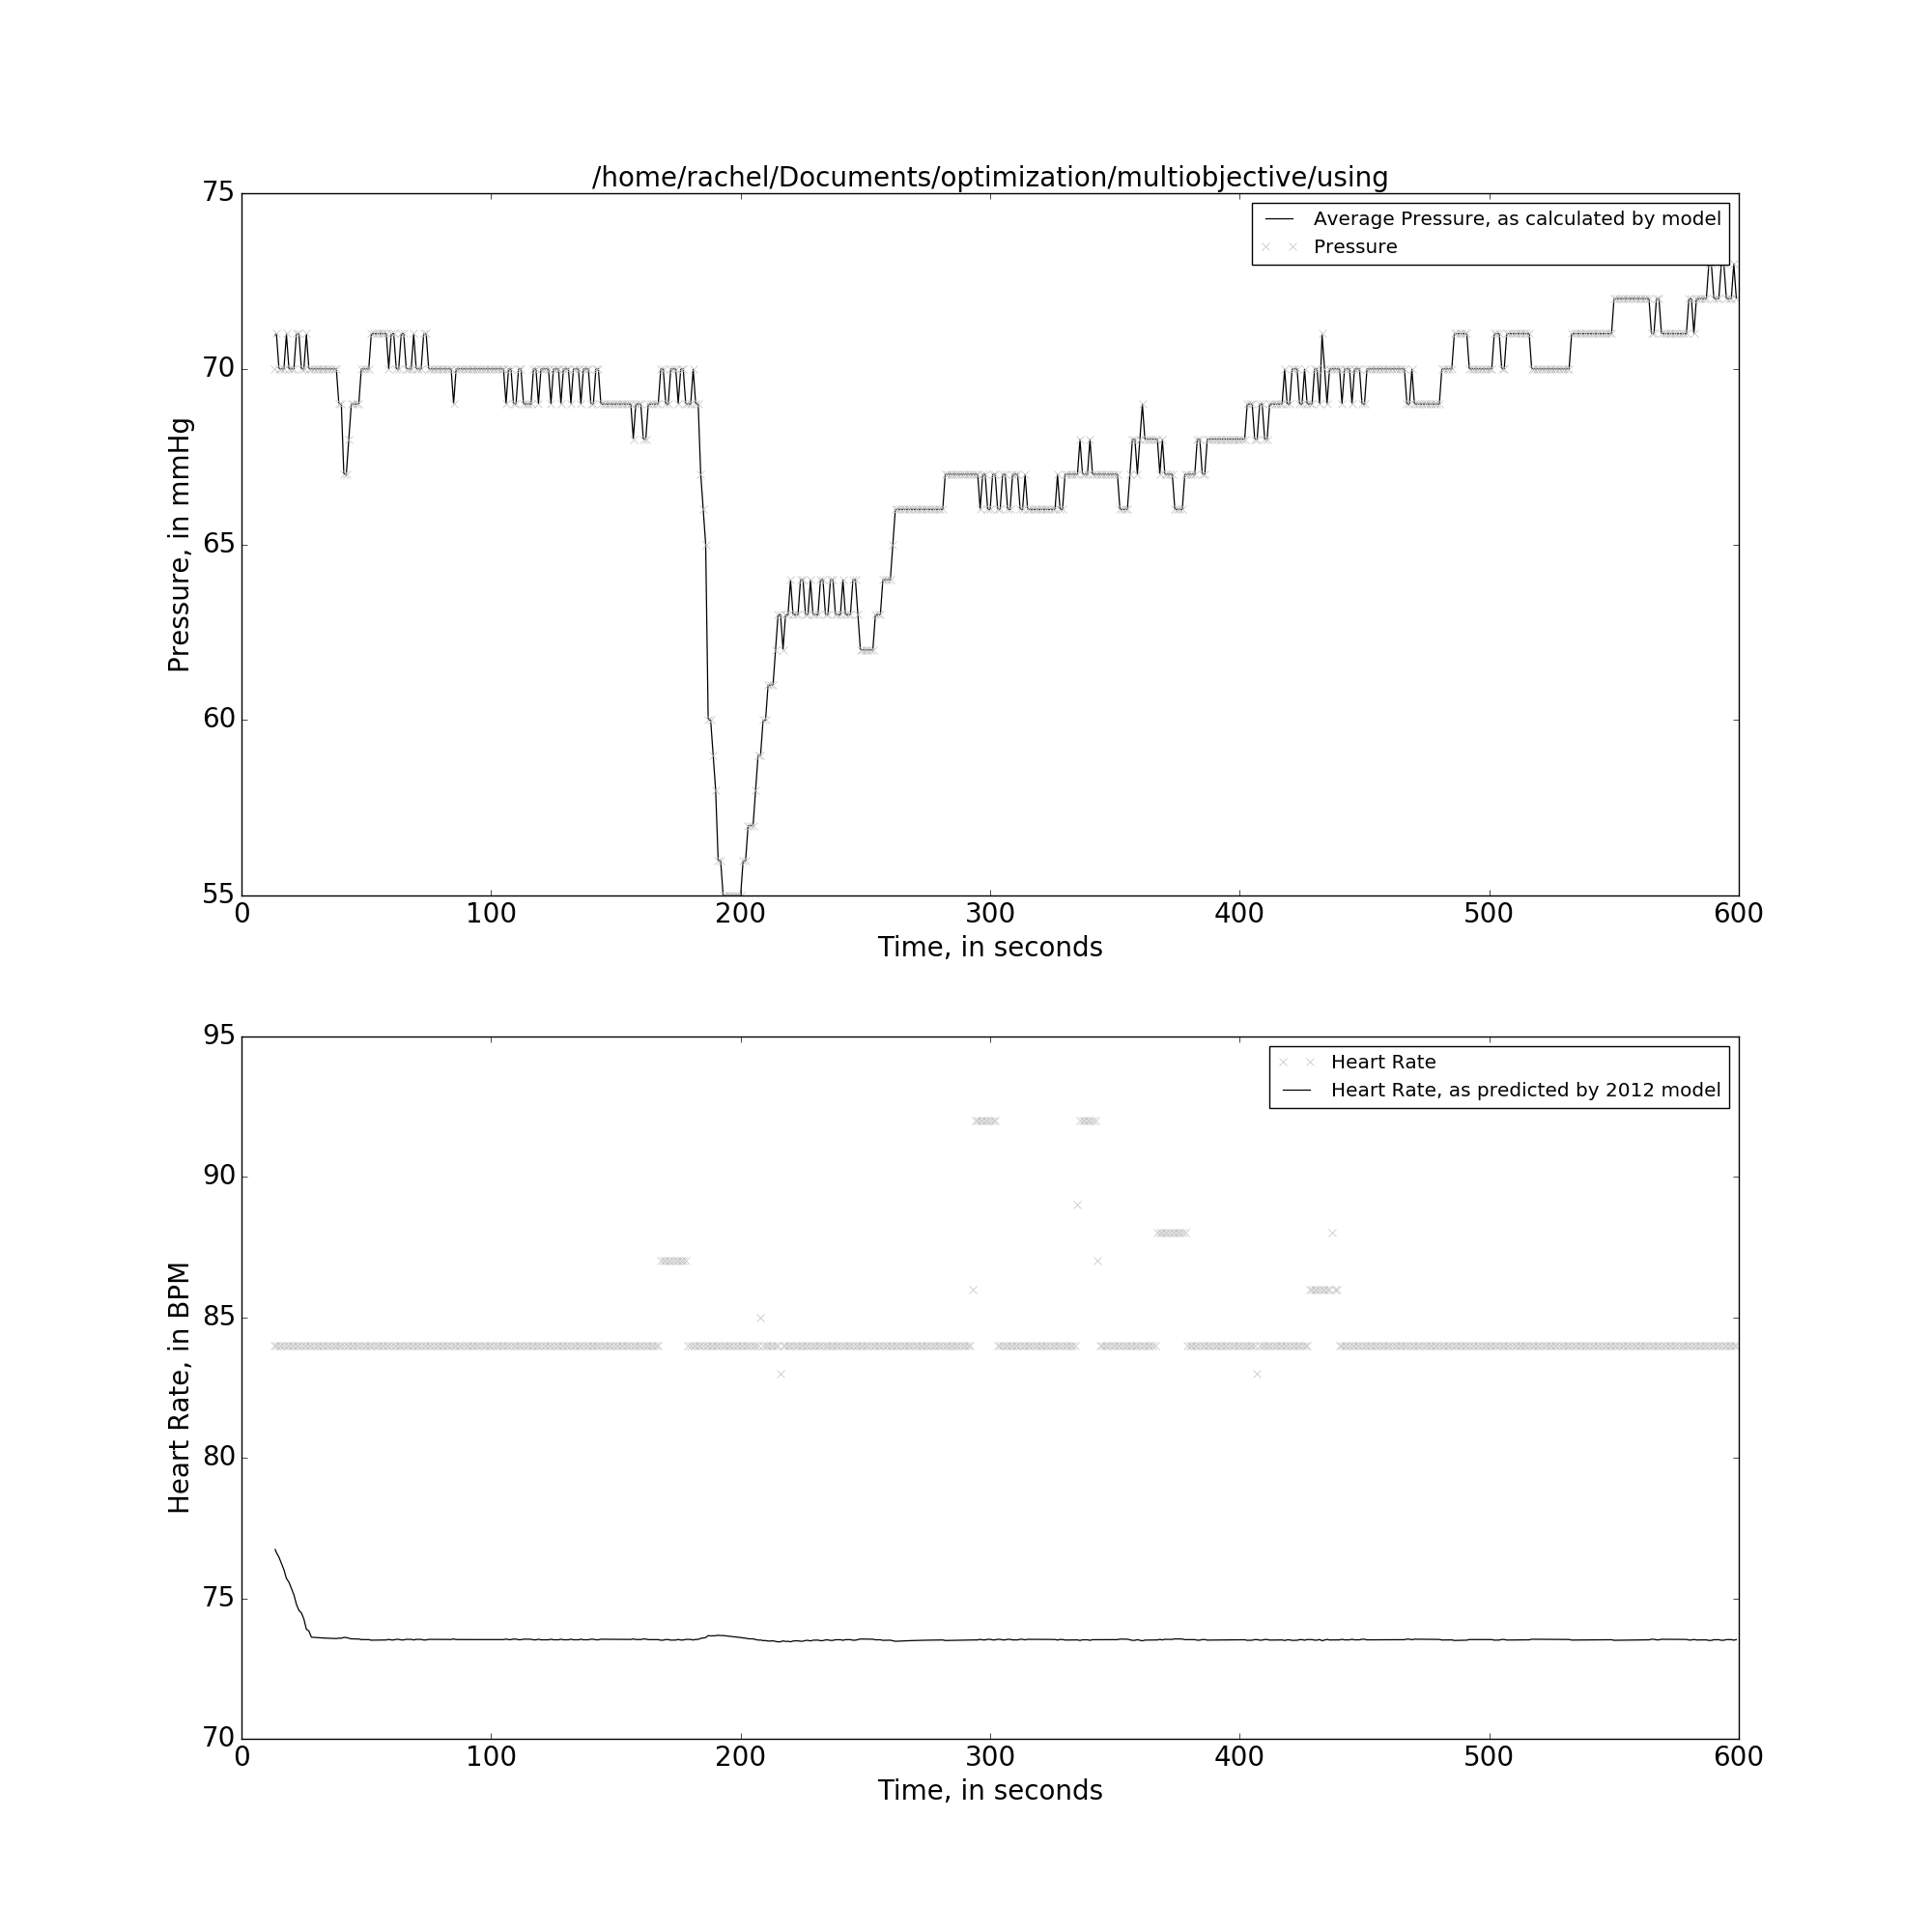 /home/rachel/Documents/optimization/multiobjective/using
75
70
65
60
55
Pressure, in mmHg
Average Pressure, as calculated by model
Pressure
0 100 200 300 400 500 600
Time, in seconds
95
90
85
80
75
70
Heart Rate, in BPM
Heart Rate
Heart Rate, as predicted by 2012 model
0 100 200 300 400 500 600
Time, in seconds